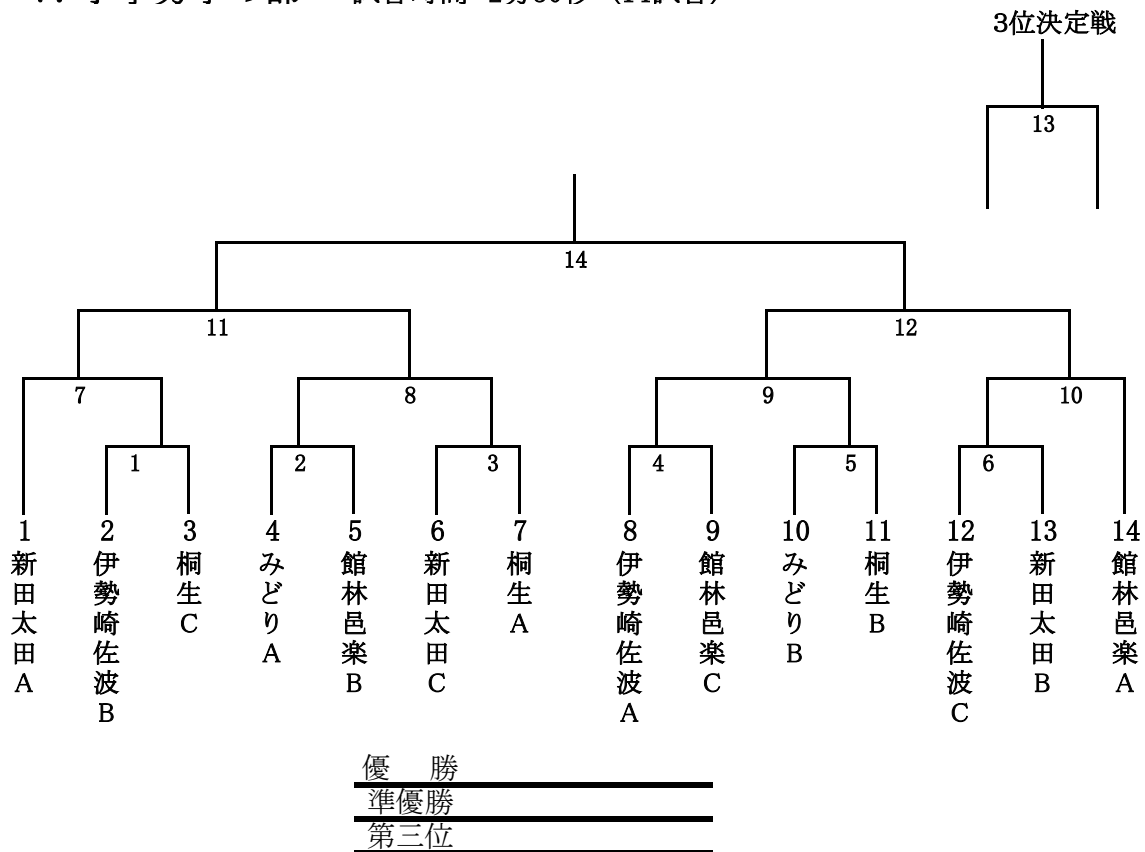 3位決定戦
13
14
11
12
7
8
9
10
1
2
3
4
5
6
1 新田太田A
2 伊勢崎佐波B
3 桐生C
4 みどりA
5 館林邑楽B
6 新田太田C
7 桐生A
8 伊勢崎佐波A
9 館林邑楽C
10 みどりB
11 桐生B
12 伊勢崎佐波C
13 新田太田B
14 館林邑楽A
優 勝
準優勝
第三位